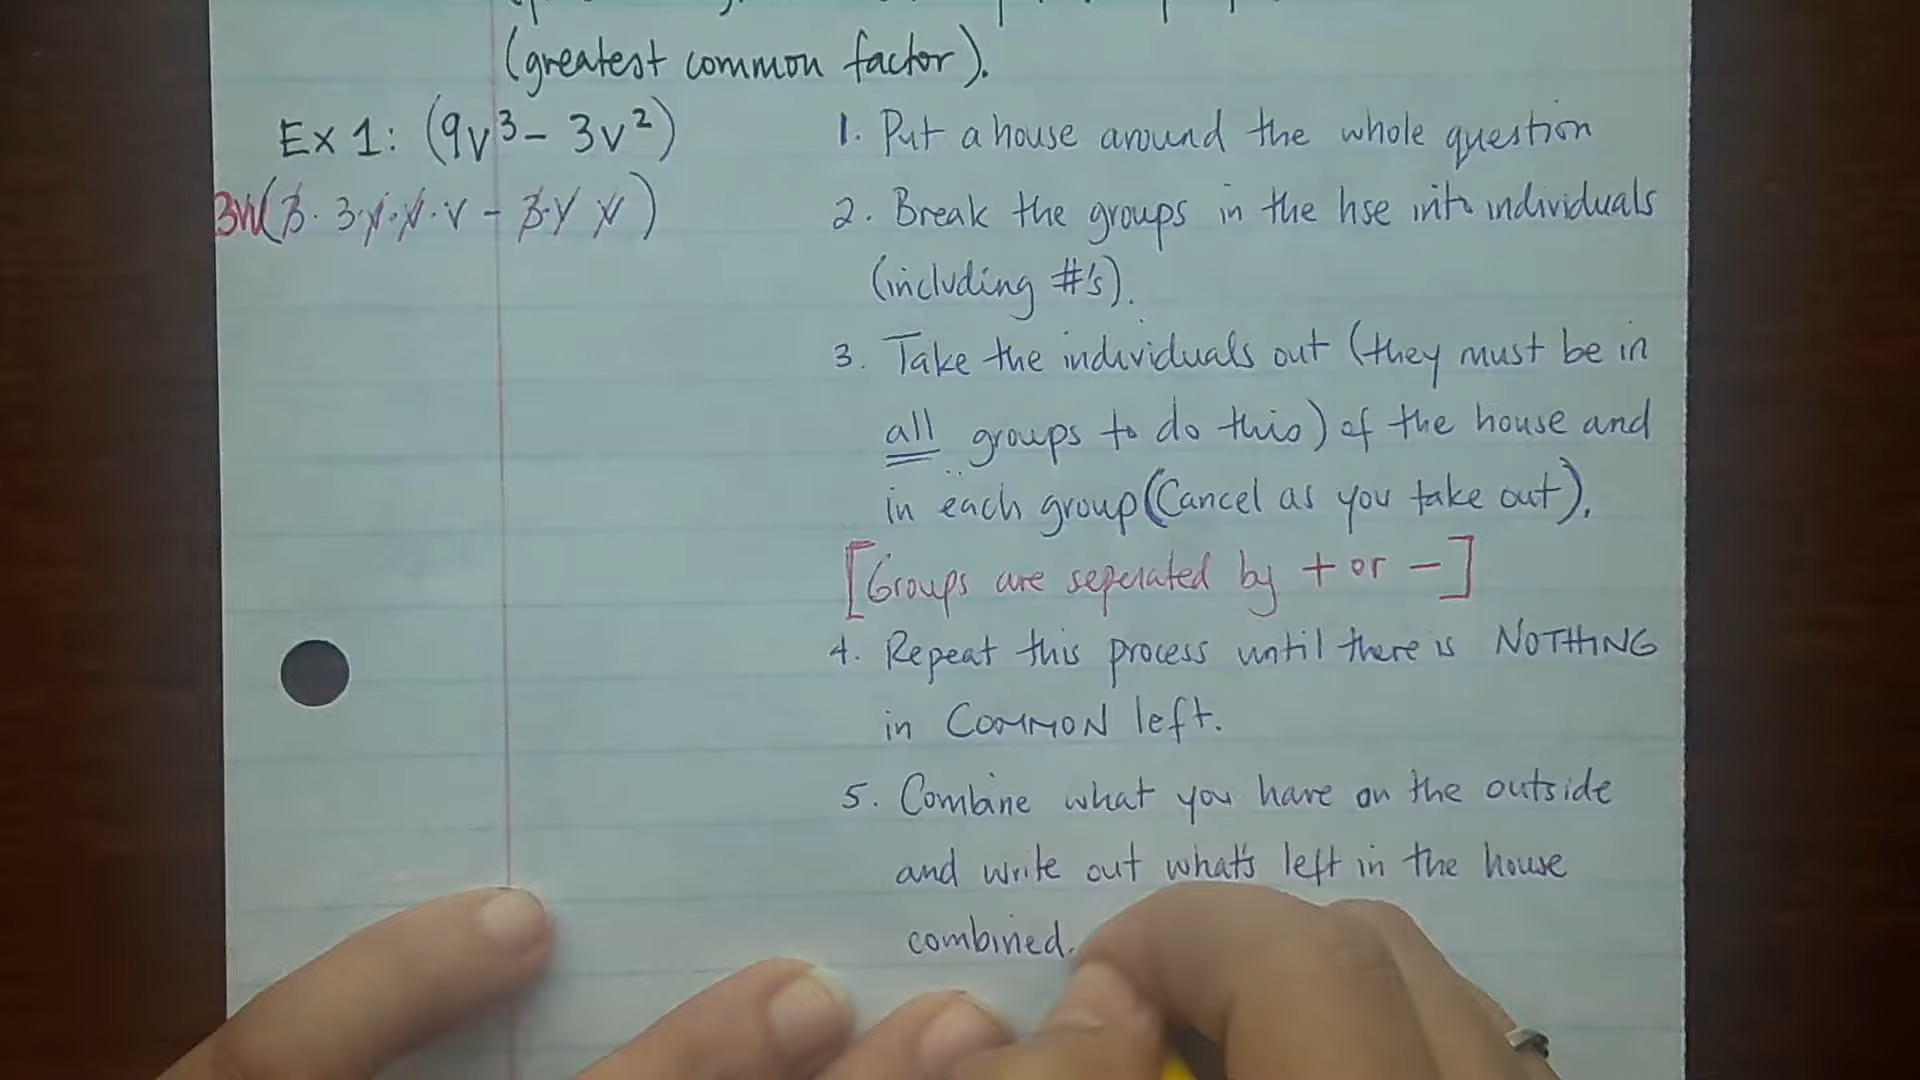 (greatest common factor).
Ex 1: (9v³ - 3v²)
3vv(3·3·v·v·v - 3·v v)
1. Put a house around the whole question
2. Break the groups in the hse into individuals
(including #'s).
3. Take the individuals out (they must be in
all groups to do this) of the house and
in each group (Cancel as you take out).
[Groups are seperated by + or -]
4. Repeat this process until there is NOTHING
in COMMON left.
5. Combine what you have on the outside
and write out what's left in the house
combined.